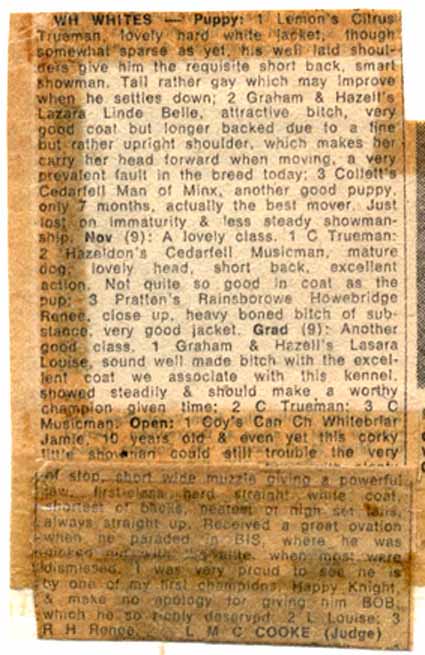 WH WHITES — Puppy: 1 Lemon's Citrus
Trueman, lovely hard white jacket, though
somewhat sparse as yet, his well laid shoul-
ders give him the requisite short back, smart
showman. Tail rather gay which may improve
when he settles down; 2 Graham & Hazell's
Lazara Linde Belle, attractive bitch, very
good coat but longer backed due to a fine
but rather upright shoulder, which makes her
carry her head forward when moving, a very
prevalent fault in the breed today; 3 Collett's
Cedarfell Man of Minx, another good puppy,
only 7 months, actually the best mover. Just
lost on immaturity & less steady showman-
ship. Nov (9): A lovely class. 1 C Trueman:
2 Hazeldon's Cedarfell Musicman, mature
dog, lovely head, short back, excellent
action. Not quite so good in coat as the
pup; 3 Pratten's Rainsborowe Howebridge
Renee, close up, heavy boned bitch of sub-
stance, very good jacket. Grad (9): Another
good class. 1 Graham & Hazell's Lasara
Louise, sound well made bitch with the excel-
lent coat we associate with this kennel,
showed steadily & should make a worthy
champion given time; 2 C Trueman; 3 C
Musicman. Open: 1 Coy's Can Ch Whitebriar
Jamie, 10 years old & even yet this corky
little showman could still trouble the very
of stop, short wide muzzle giving a powerful
jaw, first-class hard straight white coat,
shortest of backs, neatest of high set tails,
always straight up. Received a great ovation
when he paraded in BIS, where he was
when most were
dismissed. I was very proud to see he is
by one of my first champions, Happy Knight,
& make no apology for giving him BOB,
which he so richly deserved; 2 L Louise; 3
R H Renee. L M C COOKE (Judge)